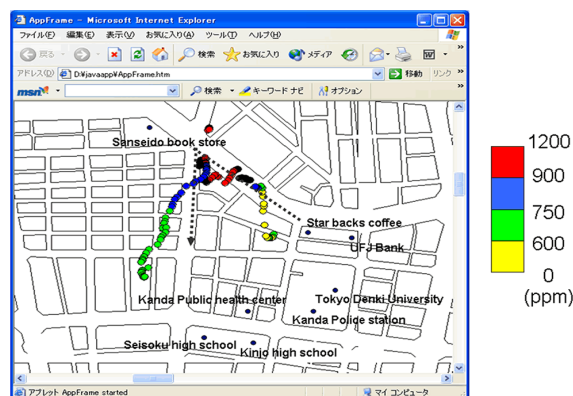 AppFrame - Microsoft Internet Explorer
ファイル(F) 編集(E) 表示(V) お気に入り(A) ツール(T) ヘルプ(H)
戻る 検索 お気に入り メディア
アドレス(D) D:¥javaapp¥AppFrame.htm 移動 リンク
msn 検索 キーワード ナビ オプション
Sanseido book store
Star backs coffee
UFJ Bank
Kanda Public health center
Tokyo Denki University
Kanda Police station
Seisoku high school
Kinjo high school
アプレット AppFrame started
マイ コンピュータ
1200
900
750
600
0
(ppm)